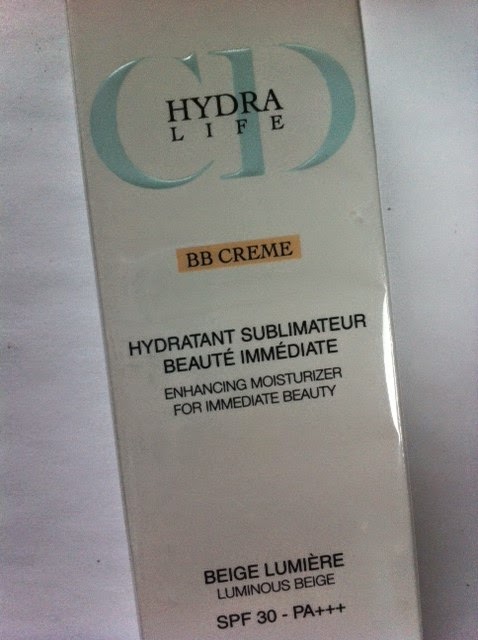 CD
HYDRA
LIFE
BB CREME
HYDRATANT SUBLIMATEUR
BEAUTÉ IMMÉDIATE
ENHANCING MOISTURIZER
FOR IMMEDIATE BEAUTY
BEIGE LUMIÈRE
LUMINOUS BEIGE
SPF 30 - PA+++